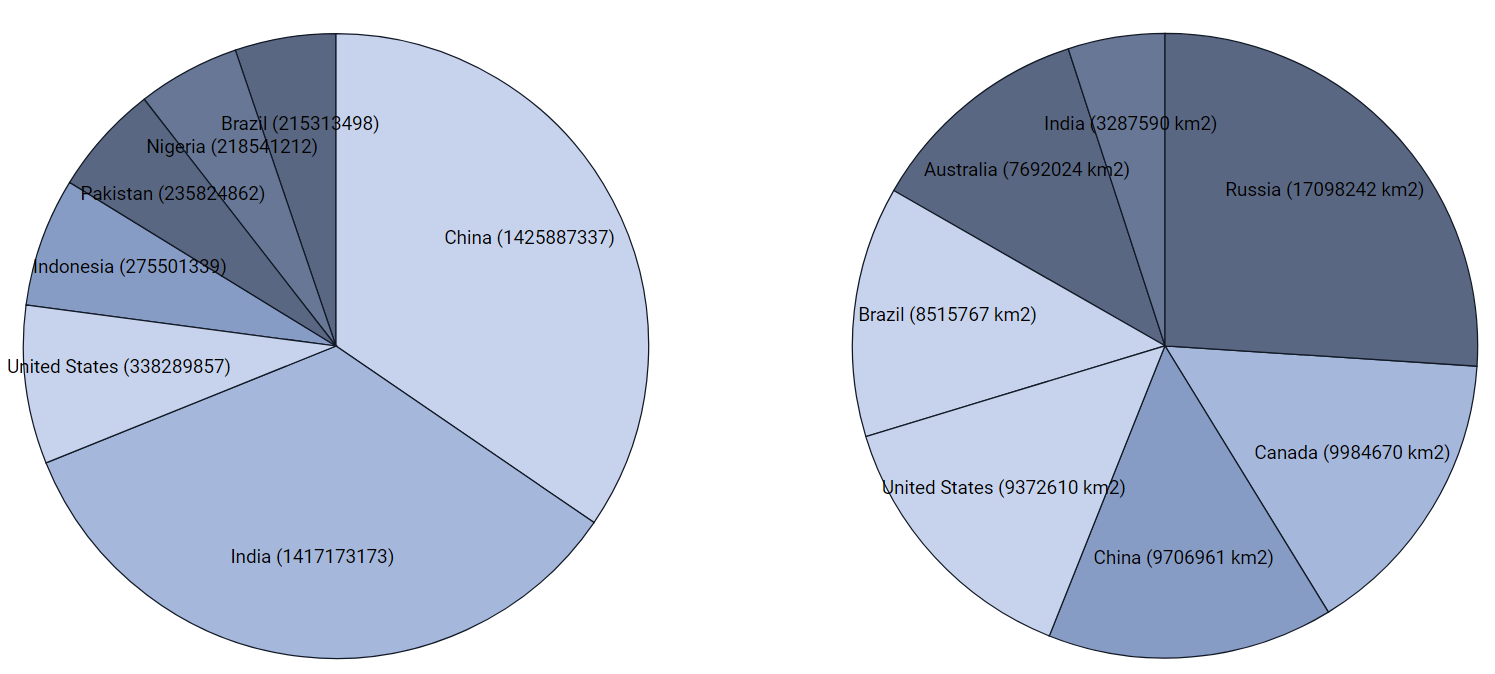 Brazil (215313498)
Nigeria (218541212)
Pakistan (235824862)
China (1425887337)
Indonesia (275501339)
United States (338289857)
India (1417173173)
India (3287590 km2)
Australia (7692024 km2)
Russia (17098242 km2)
Brazil (8515767 km2)
Canada (9984670 km2)
United States (9372610 km2)
China (9706961 km2)